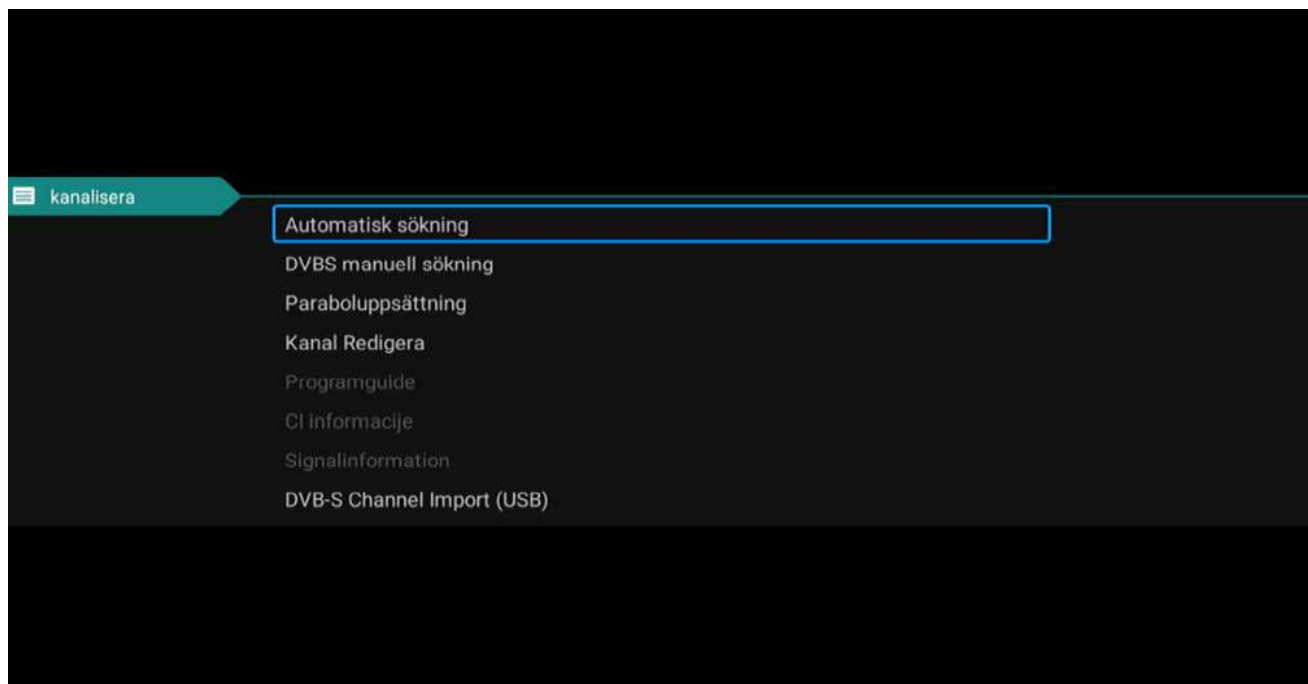 kanalisera
Automatisk sökning
DVBS manuell sökning
Paraboluppsättning
Kanal Redigera
Programguide
CI informacije
Signalinformation
DVB-S Channel Import (USB)